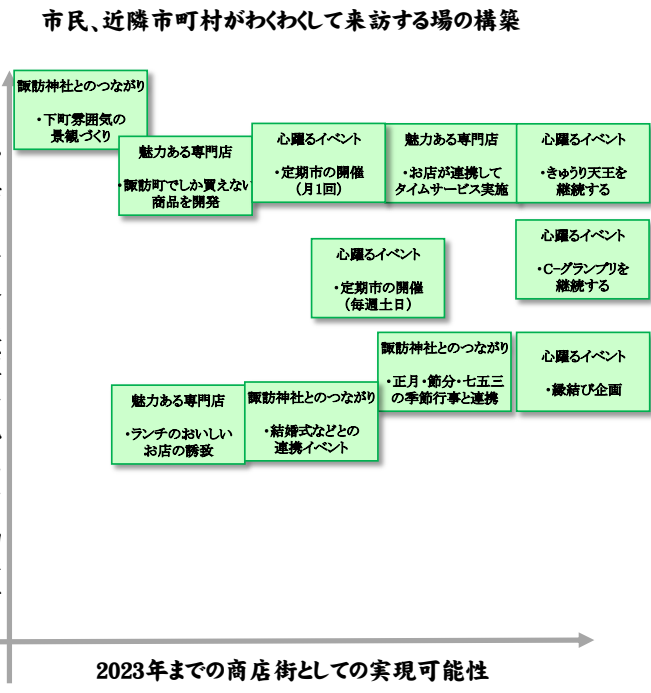 市民、近隣市町村がわくわくして来訪する場の構築
諏訪神社とのつながり
・下町雰囲気の
景観づくり
魅力ある専門店
・諏訪町でしか買えない
商品を開発
心躍るイベント
・定期市の開催
（月1回）
魅力ある専門店
・お店が連携して
タイムサービス実施
心躍るイベント
・きゅうり天王を
継続する
心躍るイベント
・C-グランプリを
継続する
心躍るイベント
・定期市の開催
（毎週土日）
諏訪神社とのつながり
・正月・節分・七五三
の季節行事と連携
心躍るイベント
・縁結び企画
魅力ある専門店
・ランチのおいしい
お店の誘致
諏訪神社とのつながり
・結婚式などとの
連携イベント
2023年までの商店街としての実現可能性